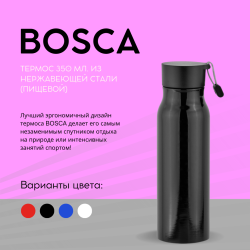 BOSCA
ТЕРМОС 350 МЛ. ИЗ
НЕРЖАВЕЮЩЕЙ СТАЛИ
(ПИЩЕВОЙ)
Лучший эргономичный дизайн
термоса BOSCA делает его самым
незаменимым спутником отдыха
на природе или интенсивных
занятий спортом!
Варианты цвета: